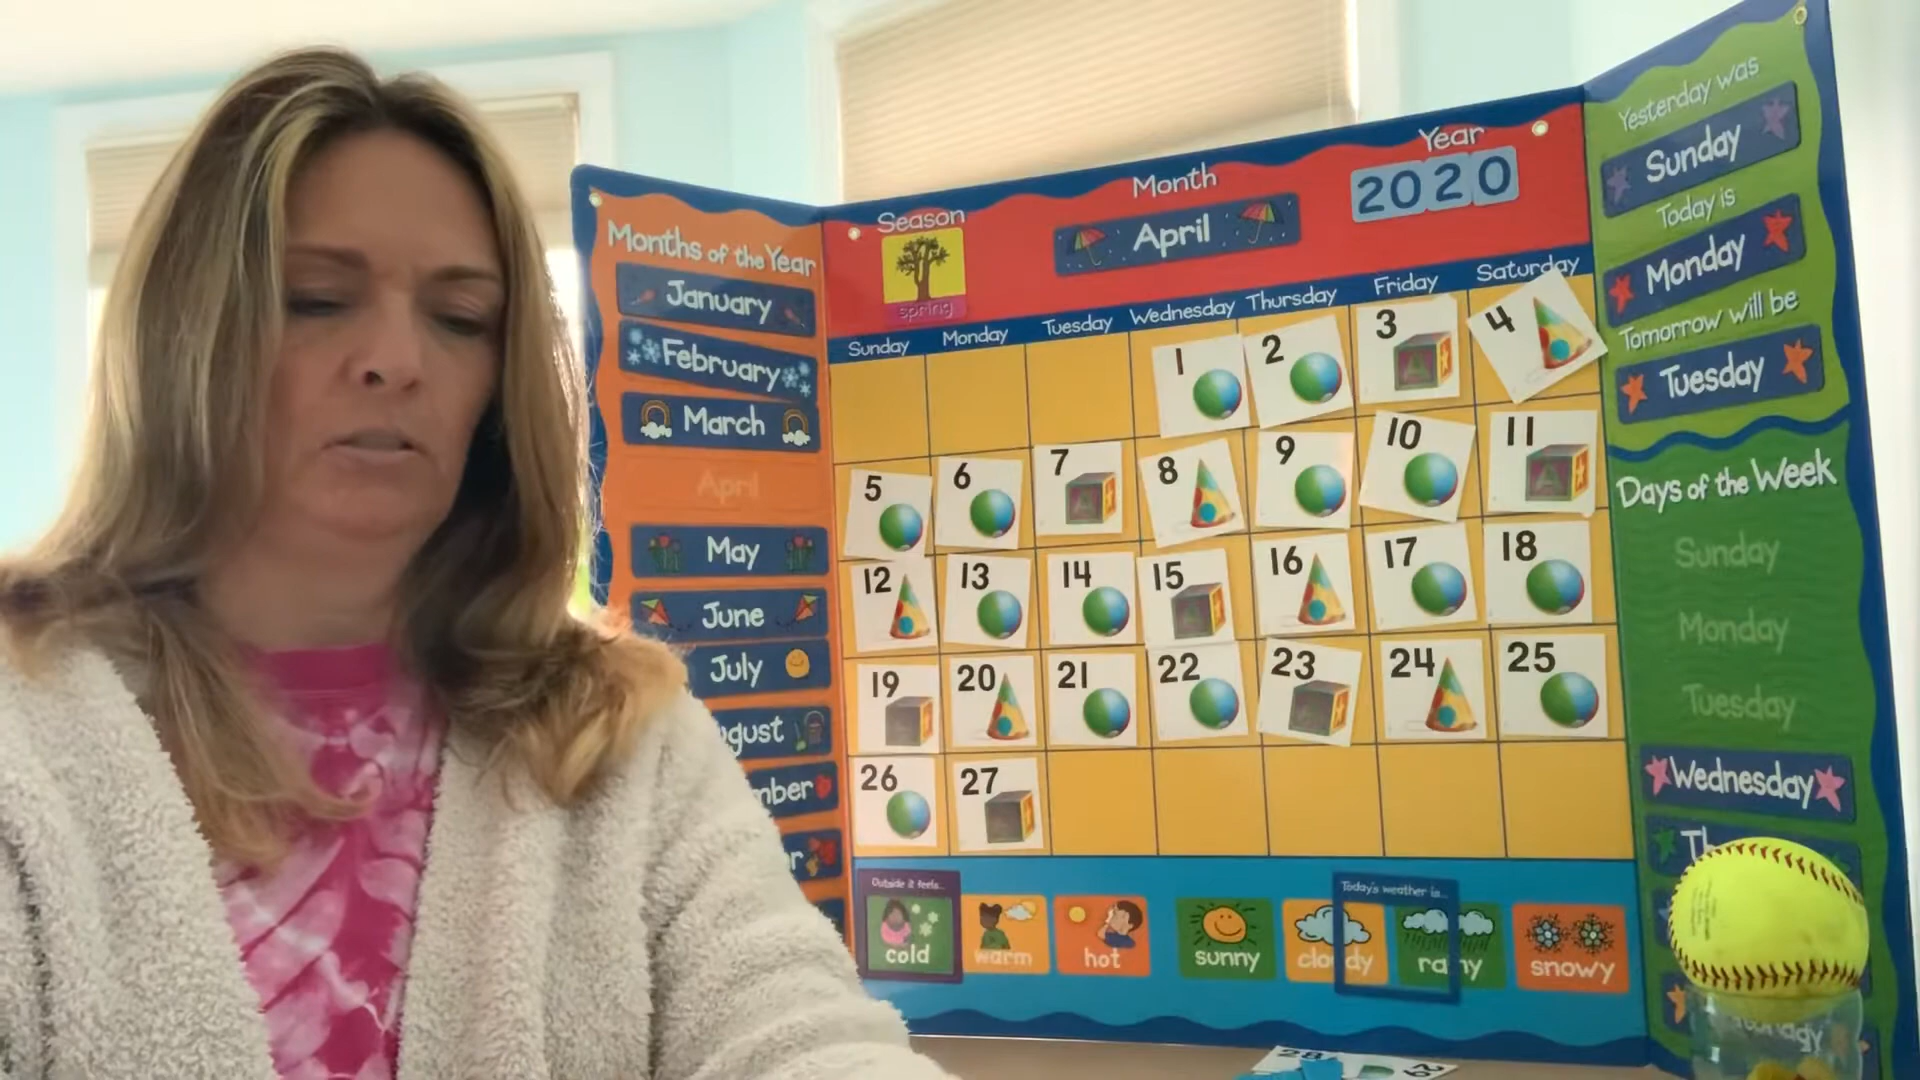 Months of the Year
January
February
March
April
May
June
July
Season
spring
Month
April
Year
2020
Sunday Monday Tuesday Wednesday Thursday Friday Saturday
1 2 3 4
5 6 7 8 9 10 11
12 13 14 15 16 17 18
19 20 21 22 23 24 25
26 27
Outside it feels...
cold
warm
hot
Today's weather is...
sunny
cloudy
rainy
snowy
Yesterday was
Sunday
Today is
Monday
Tomorrow will be
Tuesday
Days of the Week
Sunday
Monday
Tuesday
Wednesday
28
29